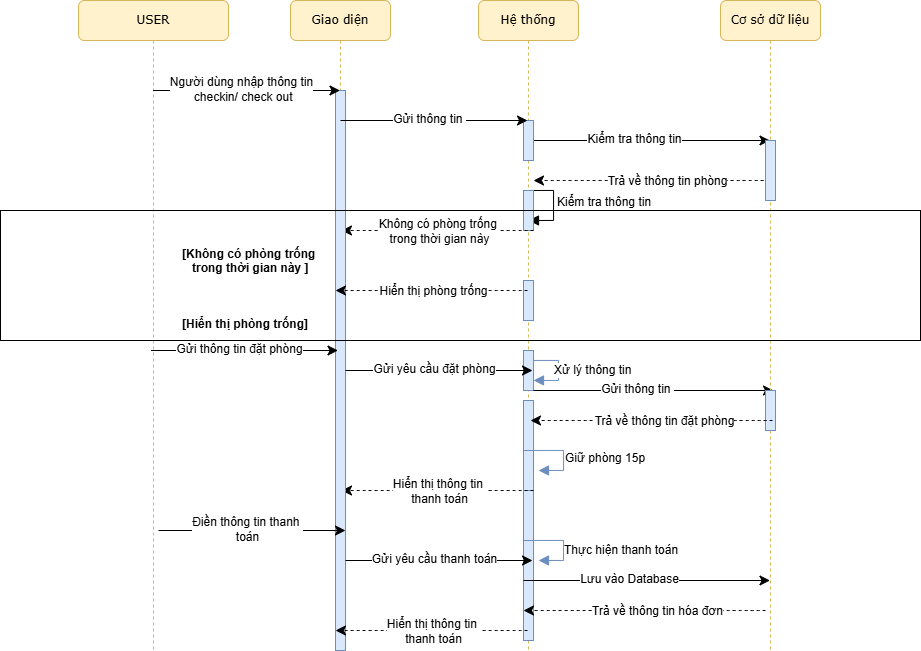 USER
Giao diện
Hệ thống
Cơ sở dữ liệu
Người dùng nhập thông tin
checkin/ check out
Gửi thông tin
Kiểm tra thông tin
Trả về thông tin phòng
Kiểm tra thông tin
Không có phòng trống
trong thời gian này
[Không có phòng trống
trong thời gian này ]
Hiển thị phòng trống
[Hiển thị phòng trống]
Gửi thông tin đặt phòng
Gửi yêu cầu đặt phòng
Xử lý thông tin
Gửi thông tin
Trả về thông tin đặt phòng
Giữ phòng 15p
Hiển thị thông tin
thanh toán
Điền thông tin thanh
toán
Thực hiện thanh toán
Gửi yêu cầu thanh toán
Lưu vào Database
Trả về thông tin hóa đơn
Hiển thị thông tin
thanh toán